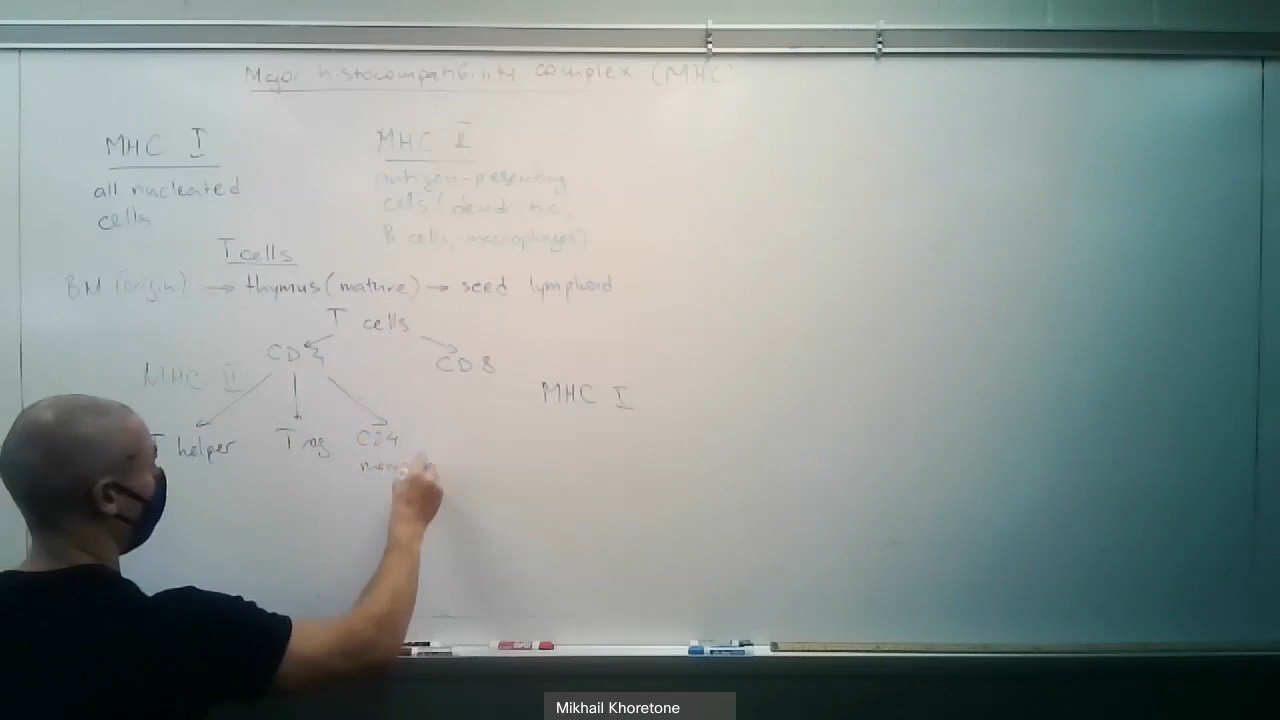 Major histocompatibility complex (MHC)
MHC I
all nucleated
cells
MHC II
antigen-presenting
cells (dendritic,
B cells, macrophages)
T cells
BM (origin) → thymus (mature) → seed lymphoid
T cells
CD4
CD8
MHC II
MHC I
T helper
T reg
CD4
Mikhail Khoretone